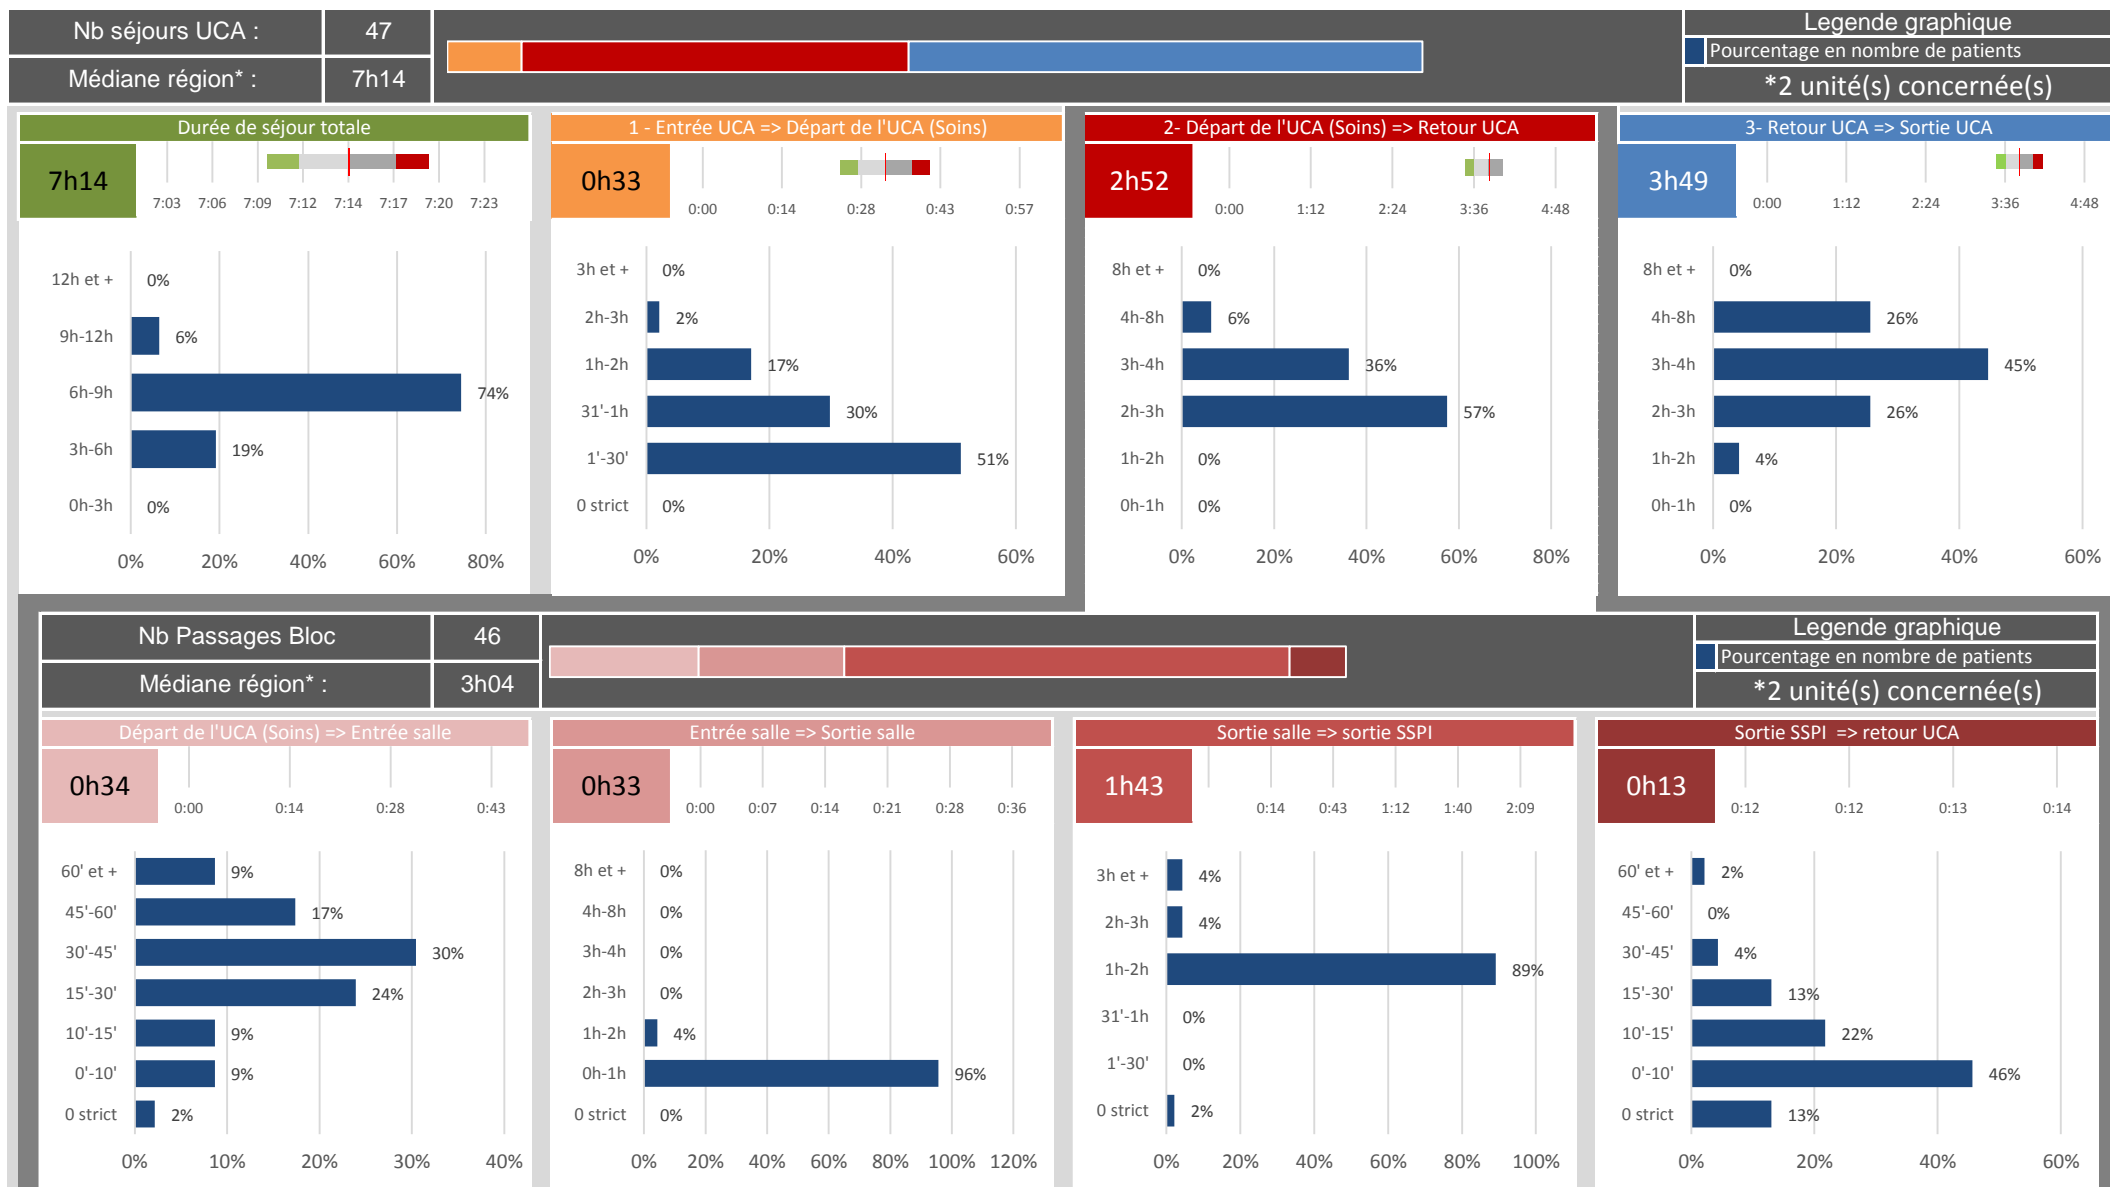 Nb séjours UCA :
47
Médiane région* :
7h14
Legende graphique
Pourcentage en nombre de patients
*2 unité(s) concernée(s)
Durée de séjour totale
7h14
7:03 7:06 7:09 7:12 7:14 7:17 7:20 7:23
12h et + 0%
9h-12h 6%
6h-9h 74%
3h-6h 19%
0h-3h 0%
0% 20% 40% 60% 80%
1 - Entrée UCA => Départ de l'UCA (Soins)
0h33
0:00 0:14 0:28 0:43 0:57
3h et + 0%
2h-3h 2%
1h-2h 17%
31'-1h 30%
1'-30' 51%
0 strict 0%
0% 20% 40% 60%
2- Départ de l'UCA (Soins) => Retour UCA
2h52
0:00 1:12 2:24 3:36 4:48
8h et + 0%
4h-8h 6%
3h-4h 36%
2h-3h 57%
1h-2h 0%
0h-1h 0%
0% 20% 40% 60% 80%
3- Retour UCA => Sortie UCA
3h49
0:00 1:12 2:24 3:36 4:48
8h et + 0%
4h-8h 26%
3h-4h 45%
2h-3h 26%
1h-2h 4%
0h-1h 0%
0% 20% 40% 60%
Nb Passages Bloc
46
Médiane région* :
3h04
Legende graphique
Pourcentage en nombre de patients
*2 unité(s) concernée(s)
Départ de l'UCA (Soins) => Entrée salle
0h34
0:00 0:14 0:28 0:43
60' et + 9%
45'-60' 17%
30'-45' 30%
15'-30' 24%
10'-15' 9%
0'-10' 9%
0 strict 2%
0% 10% 20% 30% 40%
Entrée salle => Sortie salle
0h33
0:00 0:07 0:14 0:21 0:28 0:36
8h et + 0%
4h-8h 0%
3h-4h 0%
2h-3h 0%
1h-2h 4%
0h-1h 96%
0 strict 0%
0% 20% 40% 60% 80% 100% 120%
Sortie salle => sortie SSPI
1h43
0:14 0:43 1:12 1:40 2:09
3h et + 4%
2h-3h 4%
1h-2h 89%
31'-1h 0%
1'-30' 0%
0 strict 2%
0% 20% 40% 60% 80% 100%
Sortie SSPI => retour UCA
0h13
0:12 0:12 0:13 0:14
60' et + 2%
45'-60' 0%
30'-45' 4%
15'-30' 13%
10'-15' 22%
0'-10' 46%
0 strict 13%
0% 20% 40% 60%